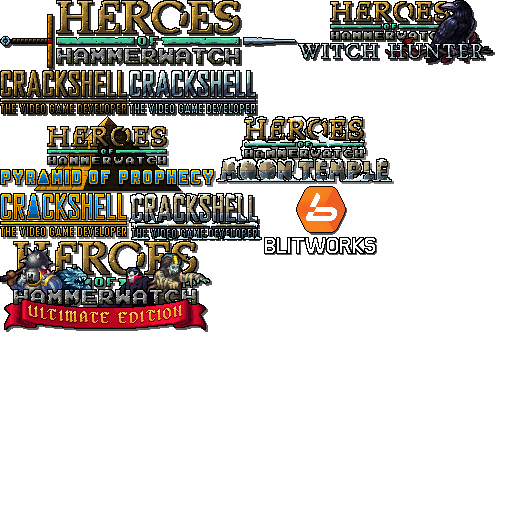 HEROES
OF
HAMMERWATCH
HEROES
OF
HAMMERWATCH
WITCH HUNTER
CRACKSHELL
THE VIDEO GAME DEVELOPER
CRACKSHELL
THE VIDEO GAME DEVELOPER
HEROES
OF
HAMMERWATCH
PYRAMID OF PROPHECY
HEROES
OF
HAMMERWATCH
MOON TEMPLE
CRACKSHELL
THE VIDEO GAME DEVELOPER
CRACKSHELL
THE VIDEO GAME DEVELOPER
BLITWORKS
HEROES
OF
HAMMERWATCH
ULTIMATE EDITION